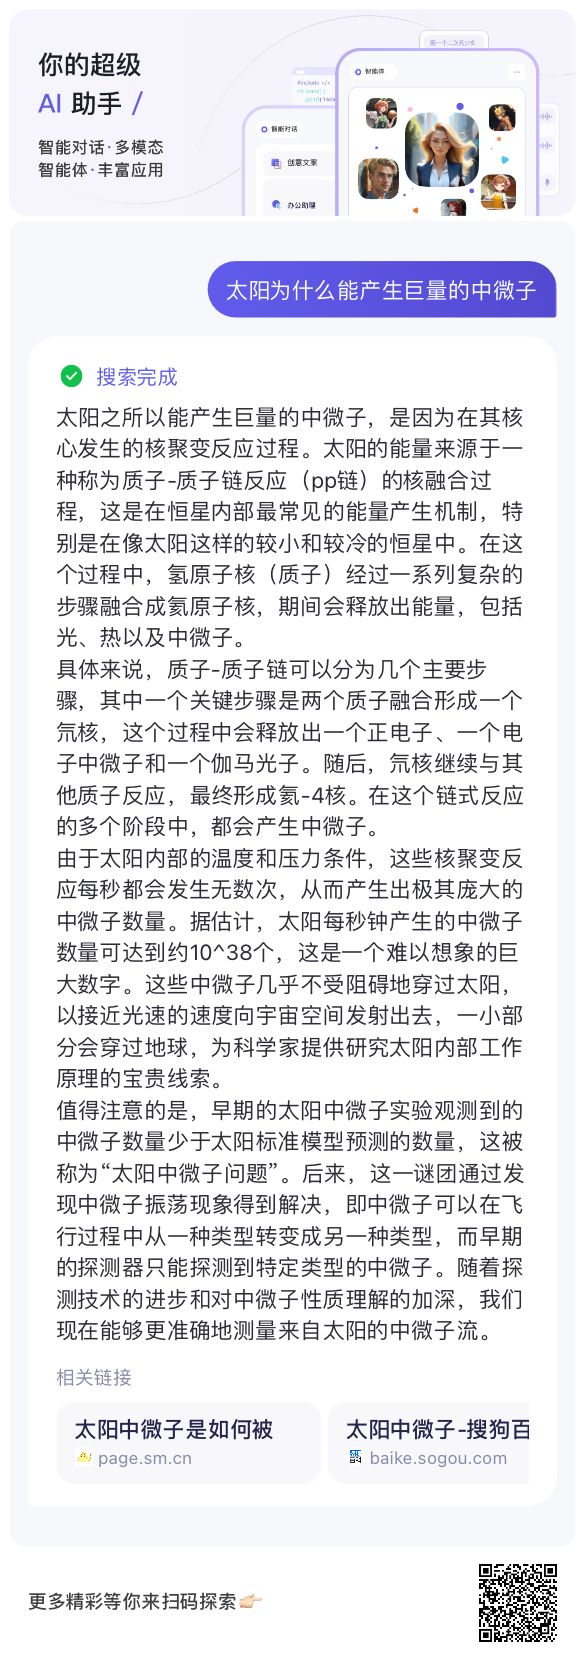 你的超级
AI 助手 /
智能对话·多模态
智能体·丰富应用
画一个二次元少女
#include </
int main() {
printf("Hello
智能对话
创意文案
办公助理
智能体
太阳为什么能产生巨量的中微子
搜索完成
太阳之所以能产生巨量的中微子，是因为在其核
心发生的核聚变反应过程。太阳的能量来源于一
种称为质子-质子链反应（pp链）的核融合过
程，这是在恒星内部最常见的能量产生机制，特
别是在像太阳这样的较小和较冷的恒星中。在这
个过程中，氢原子核（质子）经过一系列复杂的
步骤融合成氦原子核，期间会释放出能量，包括
光、热以及中微子。
具体来说，质子-质子链可以分为几个主要步
骤，其中一个关键步骤是两个质子融合形成一个
氘核，这个过程中会释放出一个正电子、一个电
子中微子和一个伽马光子。随后，氘核继续与其
他质子反应，最终形成氦-4核。在这个链式反应
的多个阶段中，都会产生中微子。
由于太阳内部的温度和压力条件，这些核聚变反
应每秒都会发生无数次，从而产生出极其庞大的
中微子数量。据估计，太阳每秒钟产生的中微子
数量可达到约10^38个，这是一个难以想象的巨
大数字。这些中微子几乎不受阻碍地穿过太阳，
以接近光速的速度向宇宙空间发射出去，一小部
分会穿过地球，为科学家提供研究太阳内部工作
原理的宝贵线索。
值得注意的是，早期的太阳中微子实验观测到的
中微子数量少于太阳标准模型预测的数量，这被
称为“太阳中微子问题”。后来，这一谜团通过发
现中微子振荡现象得到解决，即中微子可以在飞
行过程中从一种类型转变成另一种类型，而早期
的探测器只能探测到特定类型的中微子。随着探
测技术的进步和对中微子性质理解的加深，我们
现在能够更准确地测量来自太阳的中微子流。
相关链接
太阳中微子是如何被
page.sm.cn
太阳中微子-搜狗百
baike.sogou.com
更多精彩等你来扫码探索👉🏻